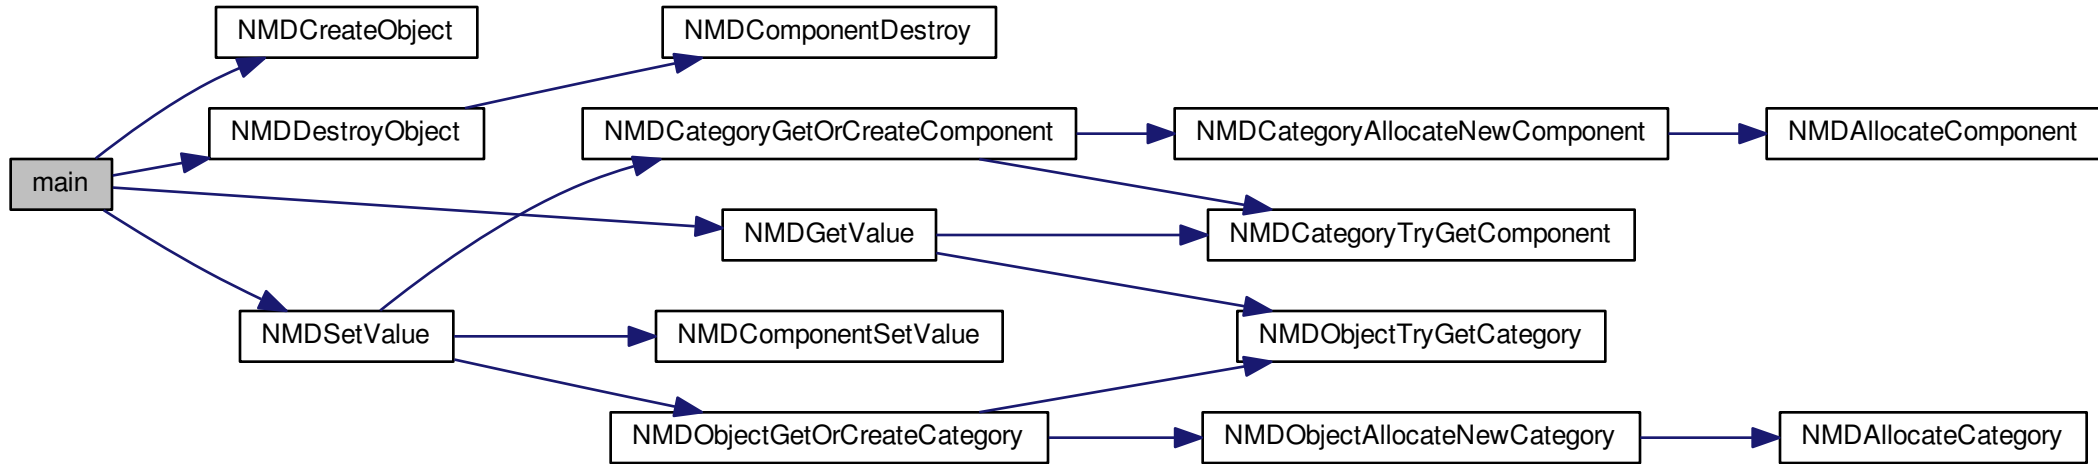 NMDCreateObject
NMDComponentDestroy
NMDDestroyObject
NMDCategoryGetOrCreateComponent
NMDCategoryAllocateNewComponent
NMDAllocateComponent
main
NMDGetValue
NMDCategoryTryGetComponent
NMDSetValue
NMDComponentSetValue
NMDObjectTryGetCategory
NMDObjectGetOrCreateCategory
NMDObjectAllocateNewCategory
NMDAllocateCategory